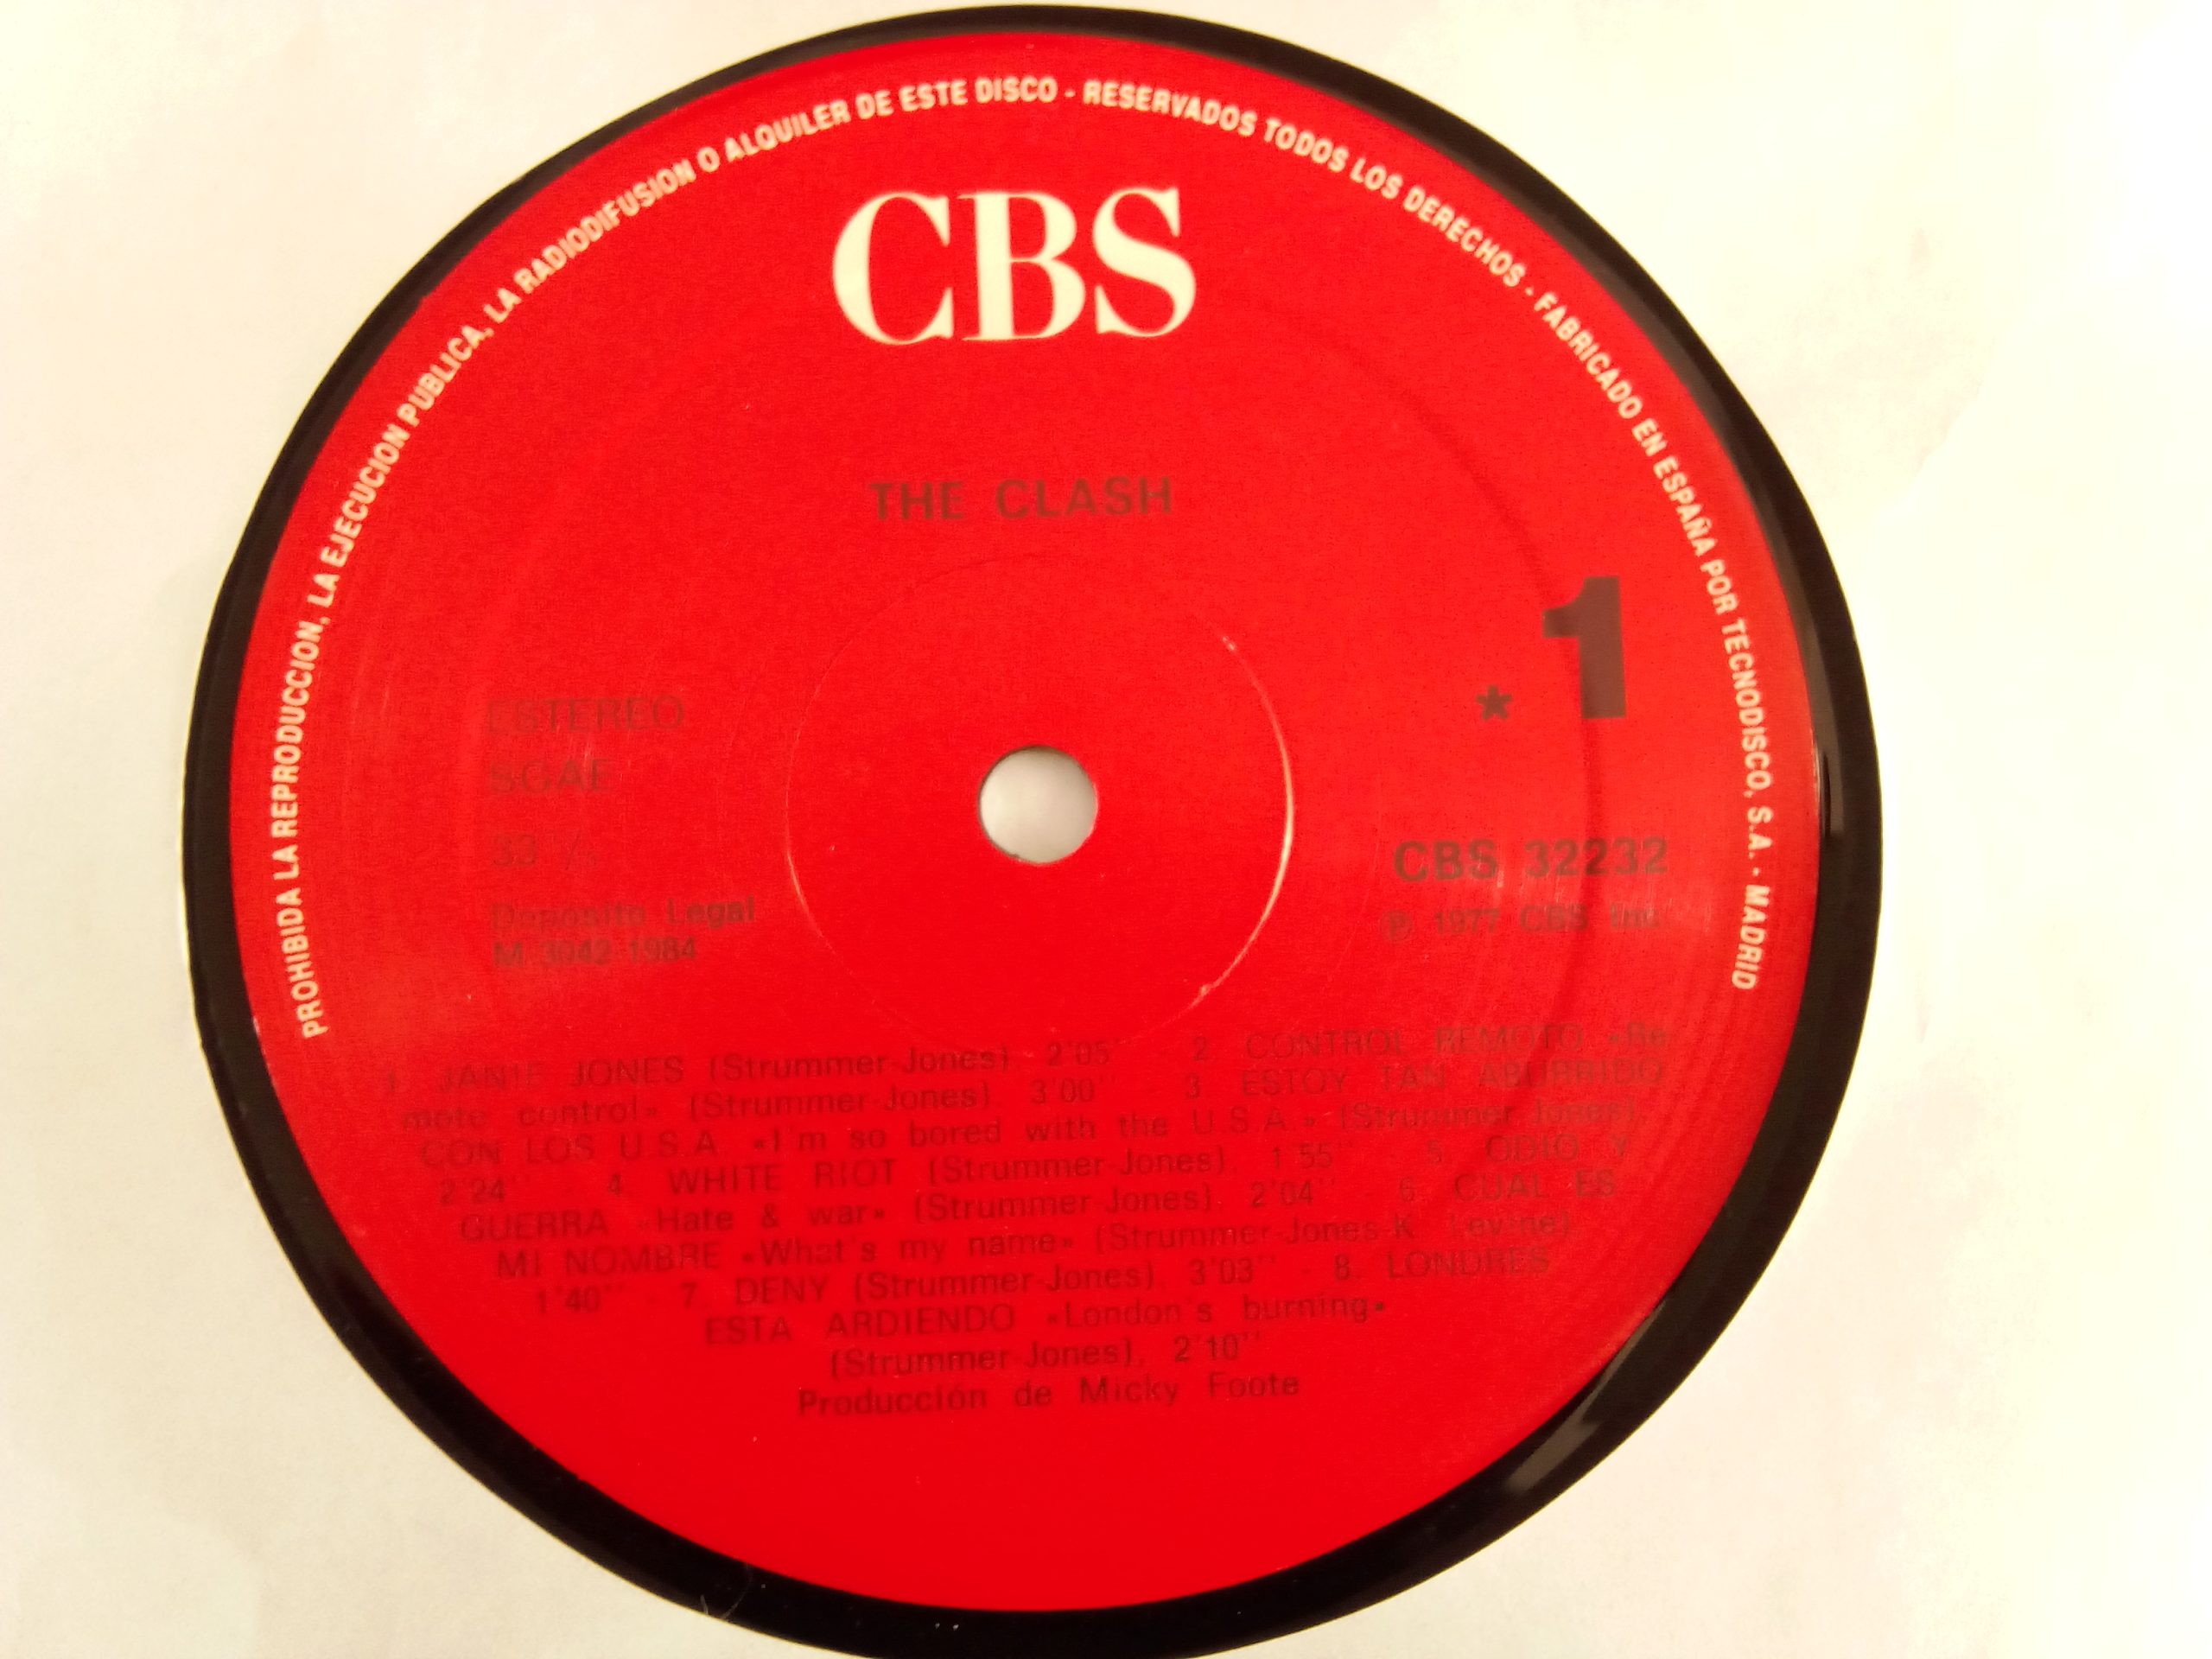 PROHIBIDA LA REPRODUCCION, LA EJECUCION PUBLICA, LA RADIODIFUSION O ALQUILER DE ESTE DISCO - RESERVADOS TODOS LOS DERECHOS - FABRICADO EN ESPAÑA POR TECNODISCO, S.A. - MADRID
CBS
THE CLASH
* 1
ESTEREO
SGAE
33 ⅓
CBS 32232
Deposito Legal
M 3042-1984
℗ 1977 CBS Inc.
1. JANIE JONES (Strummer-Jones). 2'05'' - 2. CONTROL REMOTO «Re
mote control» (Strummer-Jones). 3'00'' - 3. ESTOY TAN ABURRIDO
CON LOS U.S.A. «I'm so bored with the U.S.A.» (Strummer-Jones).
2'24'' - 4. WHITE RIOT (Strummer-Jones). 1'55'' - 5. ODIO Y
GUERRA «Hate & war» (Strummer-Jones). 2'04'' - 6. CUAL ES
MI NOMBRE «What's my name» (Strummer-Jones-K. Levine)
1'40'' - 7. DENY (Strummer-Jones). 3'03'' - 8. LONDRES
ESTA ARDIENDO «London's burning»
(Strummer-Jones). 2'10''
Producción de Micky Foote